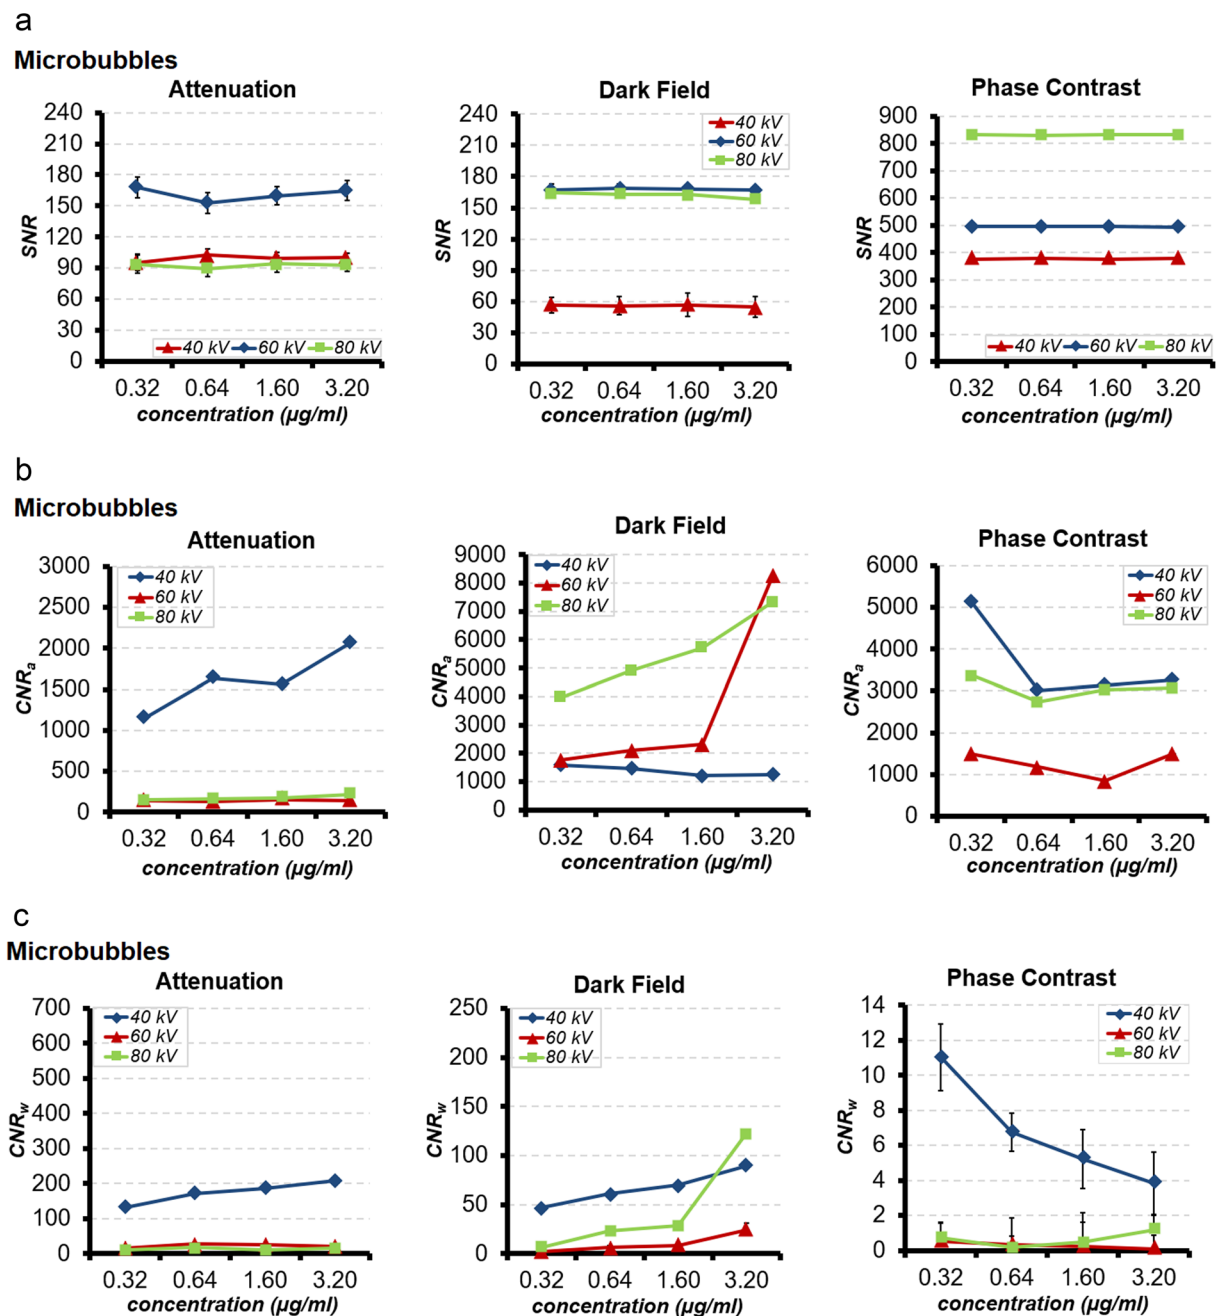 a
Microbubbles
Attenuation
SNR
240
210
180
150
120
90
60
30
0
40 kV 60 kV 80 kV
0.32 0.64 1.60 3.20
concentration (µg/ml)
Dark Field
SNR
240
210
180
150
120
90
60
30
0
40 kV
60 kV
80 kV
0.32 0.64 1.60 3.20
concentration (µg/ml)
Phase Contrast
SNR
900
800
700
600
500
400
300
200
100
0
40 kV 60 kV 80 kV
0.32 0.64 1.60 3.20
concentration (µg/ml)
b
Microbubbles
Attenuation
CNRa
3000
2500
2000
1500
1000
500
0
40 kV
60 kV
80 kV
0.32 0.64 1.60 3.20
concentration (µg/ml)
Dark Field
CNRa
9000
8000
7000
6000
5000
4000
3000
2000
1000
0
40 kV
60 kV
80 kV
0.32 0.64 1.60 3.20
concentration (µg/ml)
Phase Contrast
CNRa
6000
5000
4000
3000
2000
1000
0
40 kV
60 kV
80 kV
0.32 0.64 1.60 3.20
concentration (µg/ml)
c
Microbubbles
Attenuation
CNRw
700
600
500
400
300
200
100
0
40 kV
60 kV
80 kV
0.32 0.64 1.60 3.20
concentration (µg/ml)
Dark Field
CNRw
250
200
150
100
50
0
40 kV
60 kV
80 kV
0.32 0.64 1.60 3.20
concentration (µg/ml)
Phase Contrast
CNRw
14
12
10
8
6
4
2
0
40 kV
60 kV
80 kV
0.32 0.64 1.60 3.20
concentration (µg/ml)